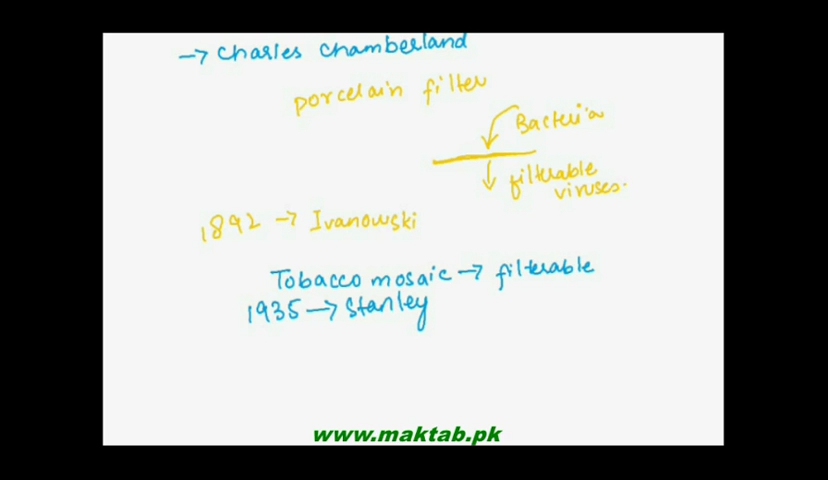 → Charles Chamberland
porcelain filter
Bacteria
↓ filterable
viruses.
1892 → Ivanowski
Tobacco mosaic → filterable
1935 → Stanley
www.maktab.pk